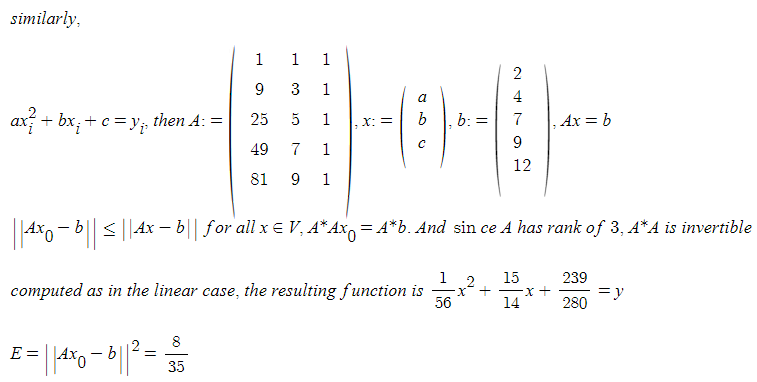 similarly,
ax_i^2 + bx_i + c = y_i, then A: = ( 1 1 1 ; 9 3 1 ; 25 5 1 ; 49 7 1 ; 81 9 1 ), x: = ( a ; b ; c ), b: = ( 2 ; 4 ; 7 ; 9 ; 12 ), Ax = b
||Ax_0 − b|| ≤ ||Ax − b|| for all x ∈ V, A*Ax_0 = A*b. And sin ce A has rank of 3, A*A is invertible
computed as in the linear case, the resulting function is 1/56 x^2 + 15/14 x + 239/280 = y
E = ||Ax_0 − b||^2 = 8/35